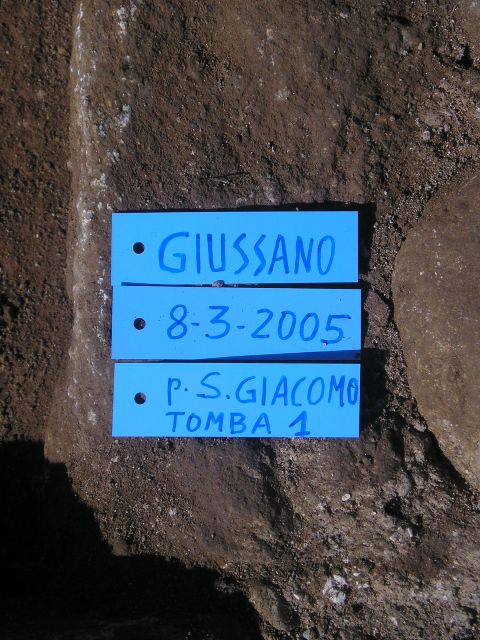 GIUSSANO
8-3-2005
p. S. GIACOMO
TOMBA 1